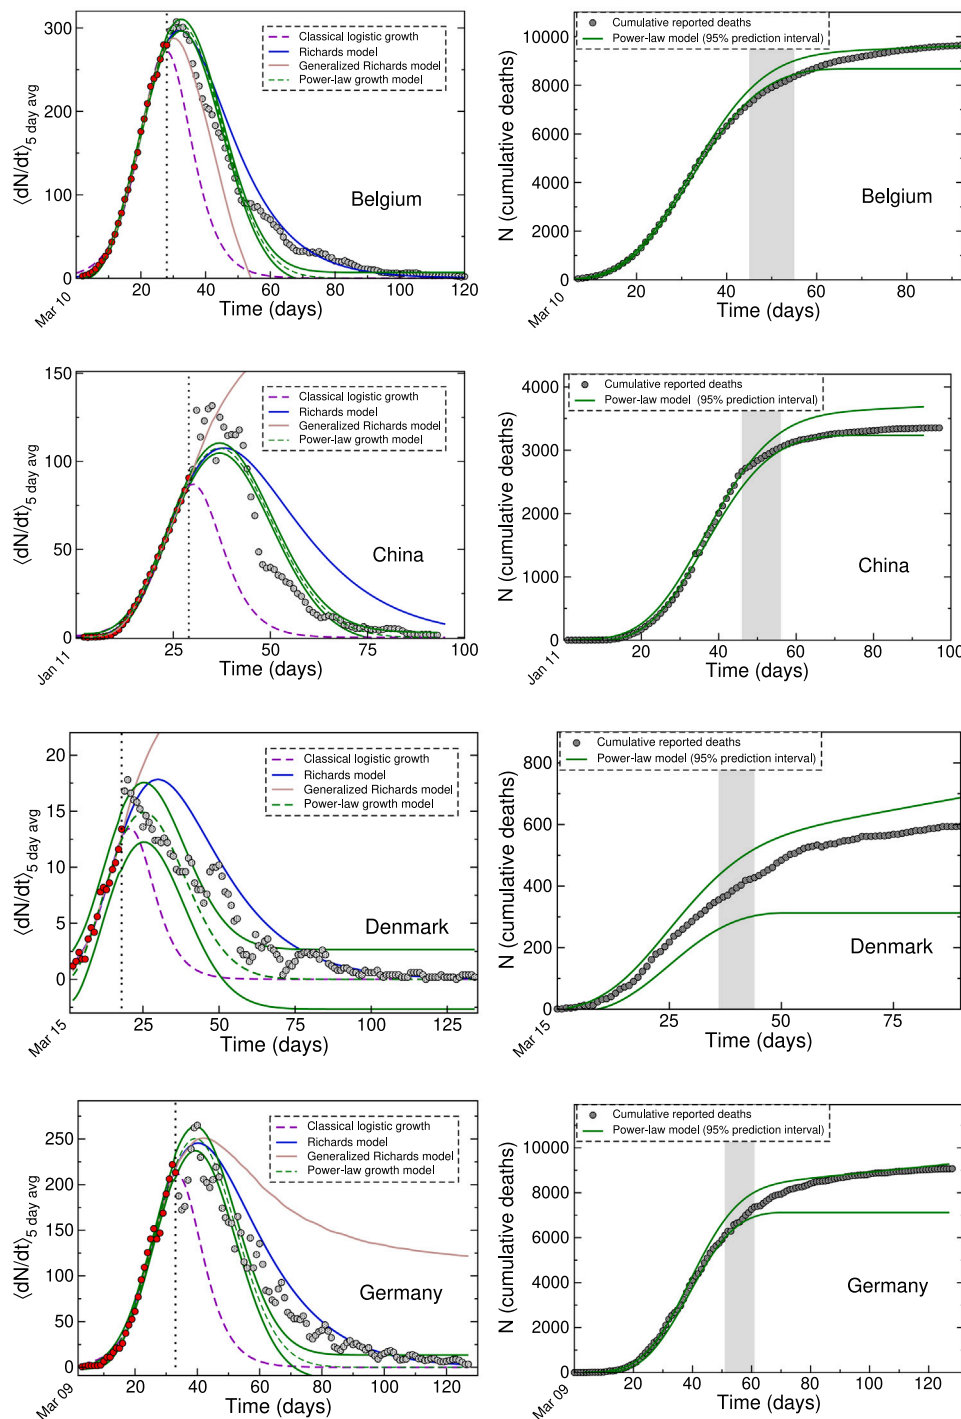 ⟨dN/dt⟩5 day avg
300
200
100
0
Classical logistic growth
Richards model
Generalized Richards model
Power-law growth model
Belgium
Mar 10
20
40
60
80
100
120
Time (days)
N (cumulative deaths)
10000
8000
6000
4000
2000
0
Cumulative reported deaths
Power-law model (95% prediction interval)
Belgium
Mar 10
20
40
60
80
Time (days)
⟨dN/dt⟩5 day avg
150
100
50
0
Classical logistic growth
Richards model
Generalized Richards model
Power-law growth model
China
Jan 11
25
50
75
100
Time (days)
N (cumulative deaths)
4000
3000
2000
1000
0
Cumulative reported deaths
Power-law model (95% prediction interval)
China
Jan 11
20
40
60
80
100
Time (days)
⟨dN/dt⟩5 day avg
20
15
10
5
0
Classical logistic growth
Richards model
Generalized Richards model
Power-law growth model
Denmark
Mar 15
25
50
75
100
125
Time (days)
N (cumulative deaths)
800
600
400
200
0
Cumulative reported deaths
Power-law model (95% prediction interval)
Denmark
Mar 15
25
50
75
Time (days)
⟨dN/dt⟩5 day avg
250
200
150
100
50
0
Classical logistic growth
Richards model
Generalized Richards model
Power-law growth model
Germany
Mar 09
20
40
60
80
100
120
Time (days)
N (cumulative deaths)
10000
8000
6000
4000
2000
0
Cumulative reported deaths
Power-law model (95% prediction interval)
Germany
Mar 09
20
40
60
80
100
120
Time (days)